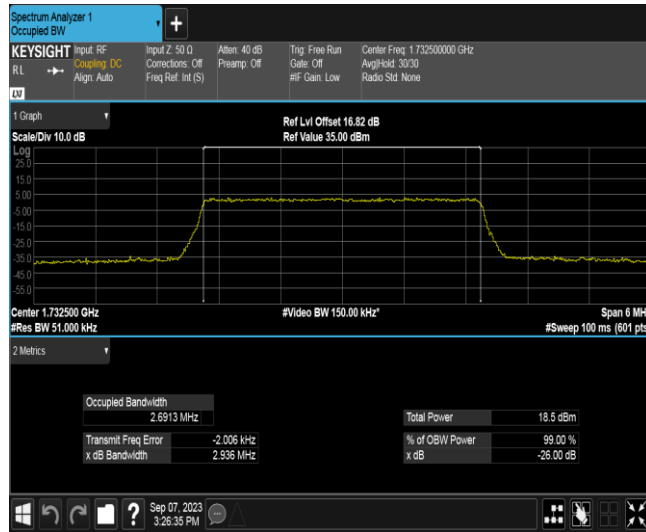 Spectrum Analyzer 1
Occupied BW
+
KEYSIGHT
RL
LXI
Input: RF
Coupling: DC
Align: Auto
Input Z: 50 Ω
Corrections: Off
Freq Ref: Int (S)
Atten: 40 dB
Preamp: Off
Trig: Free Run
Gate: Off
#IF Gain: Low
Center Freq: 1.732500000 GHz
Avg|Hold: 30/30
Radio Std: None
1 Graph
Scale/Div 10.0 dB
Ref Lvl Offset 16.82 dB
Ref Value 35.00 dBm
Log
25.0
15.0
5.00
-5.00
-15.0
-25.0
-35.0
-45.0
-55.0
Center 1.732500 GHz
#Res BW 51.000 kHz
#Video BW 150.00 kHz*
Span 6 MH
#Sweep 100 ms (601 pts
2 Metrics
Occupied Bandwidth
2.6913 MHz
Transmit Freq Error -2.006 kHz
x dB Bandwidth 2.936 MHz
Total Power 18.5 dBm
% of OBW Power 99.00 %
x dB -26.00 dB
?
Sep 07, 2023
3:26:35 PM